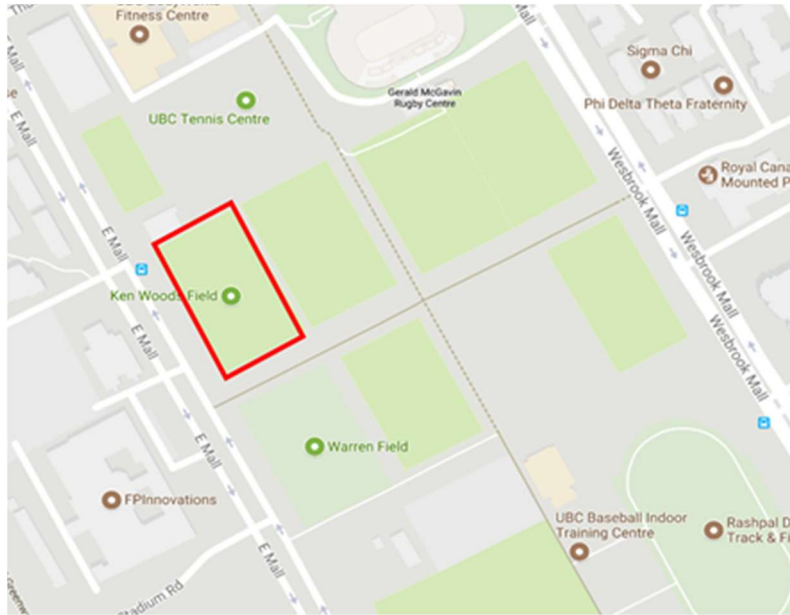 Fitness Centre
UBC Tennis Centre
Gerald McGavin
Rugby Centre
Sigma Chi
Phi Delta Theta Fraternity
Royal Cana
Mounted P
E Mall
E Mall
Wesbrook Mall
Wesbrook Mall
Wesbrook Mall
Ken Woods Field
E Mall
E Mall
Warren Field
FPInnovations
E Mall
E Mall
UBC Baseball Indoor
Training Centre
Rashpal D
Track & Fi
Stadium Rd